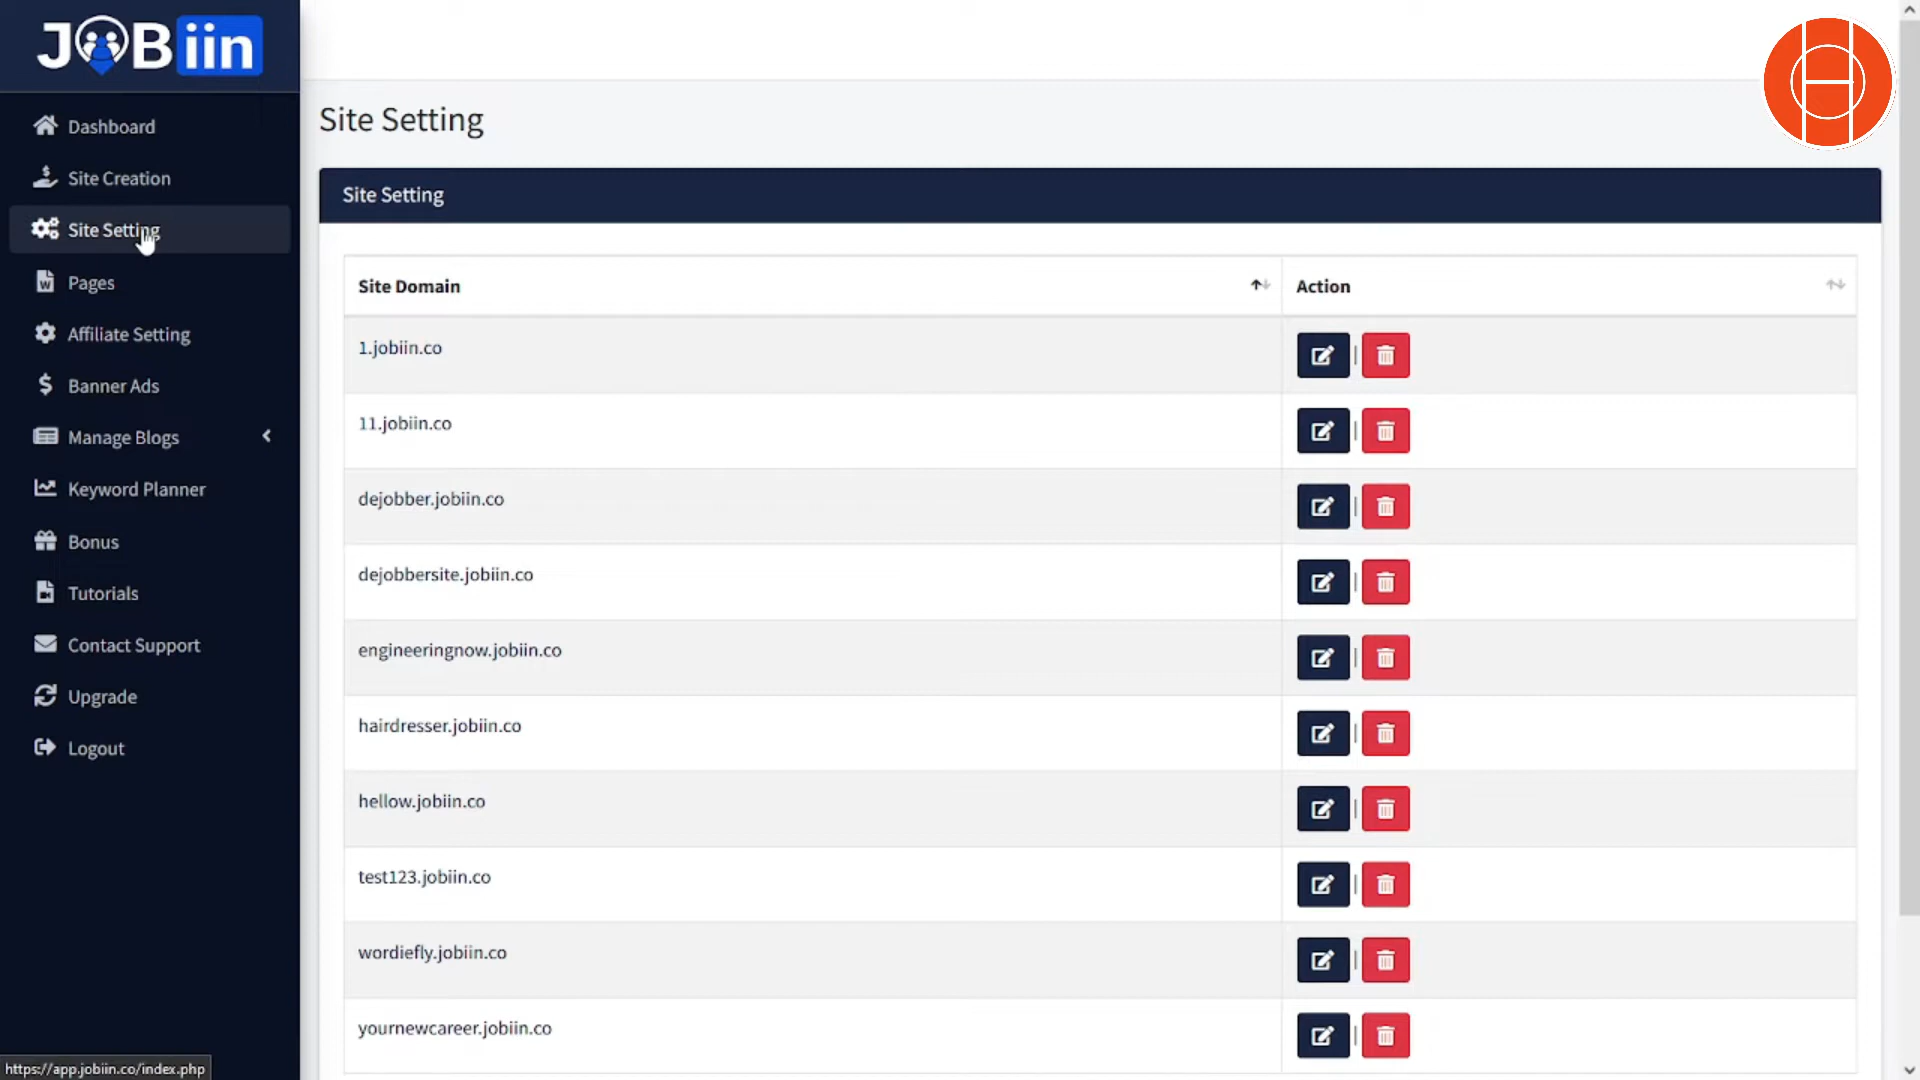 JOBiin
Dashboard
Site Creation
Site Setting
Pages
Affiliate Setting
Banner Ads
Manage Blogs
Keyword Planner
Bonus
Tutorials
Contact Support
Upgrade
Logout
https://app.jobiin.co/index.php
Site Setting
Site Setting
Site Domain Action
1.jobiin.co
11.jobiin.co
dejobber.jobiin.co
dejobbersite.jobiin.co
engineeringnow.jobiin.co
hairdresser.jobiin.co
hellow.jobiin.co
test123.jobiin.co
wordiefly.jobiin.co
yournewcareer.jobiin.co